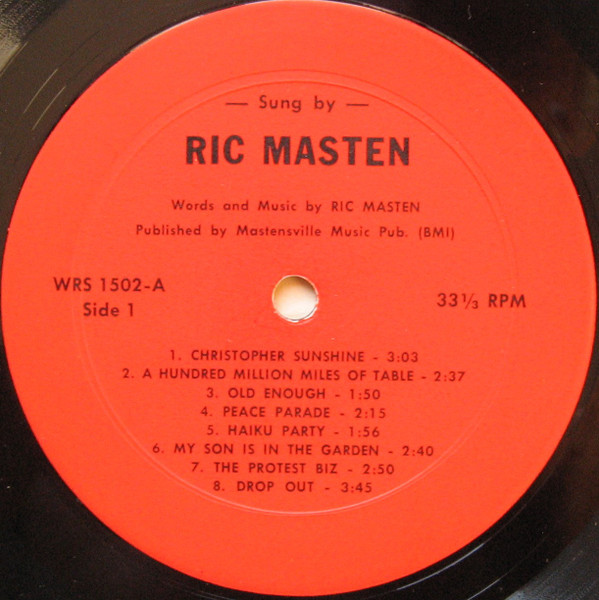 — Sung by —
RIC MASTEN
Words and Music by RIC MASTEN
Published by Mastensville Music Pub. (BMI)
WRS 1502-A
Side 1
33 1/3 RPM
1. CHRISTOPHER SUNSHINE - 3:03
2. A HUNDRED MILLION MILES OF TABLE - 2:37
3. OLD ENOUGH - 1:50
4. PEACE PARADE - 2:15
5. HAIKU PARTY - 1:56
6. MY SON IS IN THE GARDEN - 2:40
7. THE PROTEST BIZ - 2:50
8. DROP OUT - 3:45